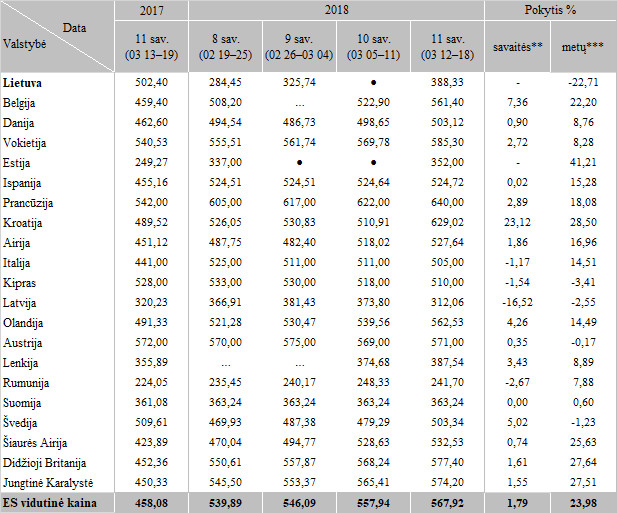 Data
Valstybė
2017 2018 Pokytis %
11 sav. 8 sav. 9 sav. 10 sav. 11 sav. savaitės** metų***
(03 13–19) (02 19–25) (02 26–03 04) (03 05–11) (03 12–18)
Lietuva 502,40 284,45 325,74 ● 388,33 - -22,71
Belgija 459,40 508,20 ... 522,90 561,40 7,36 22,20
Danija 462,60 494,54 486,73 498,65 503,12 0,90 8,76
Vokietija 540,53 555,51 561,74 569,78 585,30 2,72 8,28
Estija 249,27 337,00 ● ● 352,00 - 41,21
Ispanija 455,16 524,51 524,51 524,64 524,72 0,02 15,28
Prancūzija 542,00 605,00 617,00 622,00 640,00 2,89 18,08
Kroatija 489,52 526,05 530,83 510,91 629,02 23,12 28,50
Airija 451,12 487,75 482,40 518,02 527,64 1,86 16,96
Italija 441,00 525,00 511,00 511,00 505,00 -1,17 14,51
Kipras 528,00 533,00 530,00 518,00 510,00 -1,54 -3,41
Latvija 320,23 366,91 381,43 373,80 312,06 -16,52 -2,55
Olandija 491,33 521,28 530,47 539,56 562,53 4,26 14,49
Austrija 572,00 570,00 575,00 569,00 571,00 0,35 -0,17
Lenkija 355,89 ... ... 374,68 387,54 3,43 8,89
Rumunija 224,05 235,45 240,17 248,33 241,70 -2,67 7,88
Suomija 361,08 363,24 363,24 363,24 363,24 0,00 0,60
Švedija 509,61 469,93 487,38 479,29 503,34 5,02 -1,23
Šiaurės Airija 423,89 470,04 494,77 528,63 532,53 0,74 25,63
Didžioji Britanija 452,36 550,61 557,87 568,24 577,40 1,61 27,64
Jungtinė Karalystė 450,33 545,50 553,37 565,41 574,20 1,55 27,51
ES vidutinė kaina 458,08 539,89 546,09 557,94 567,92 1,79 23,98